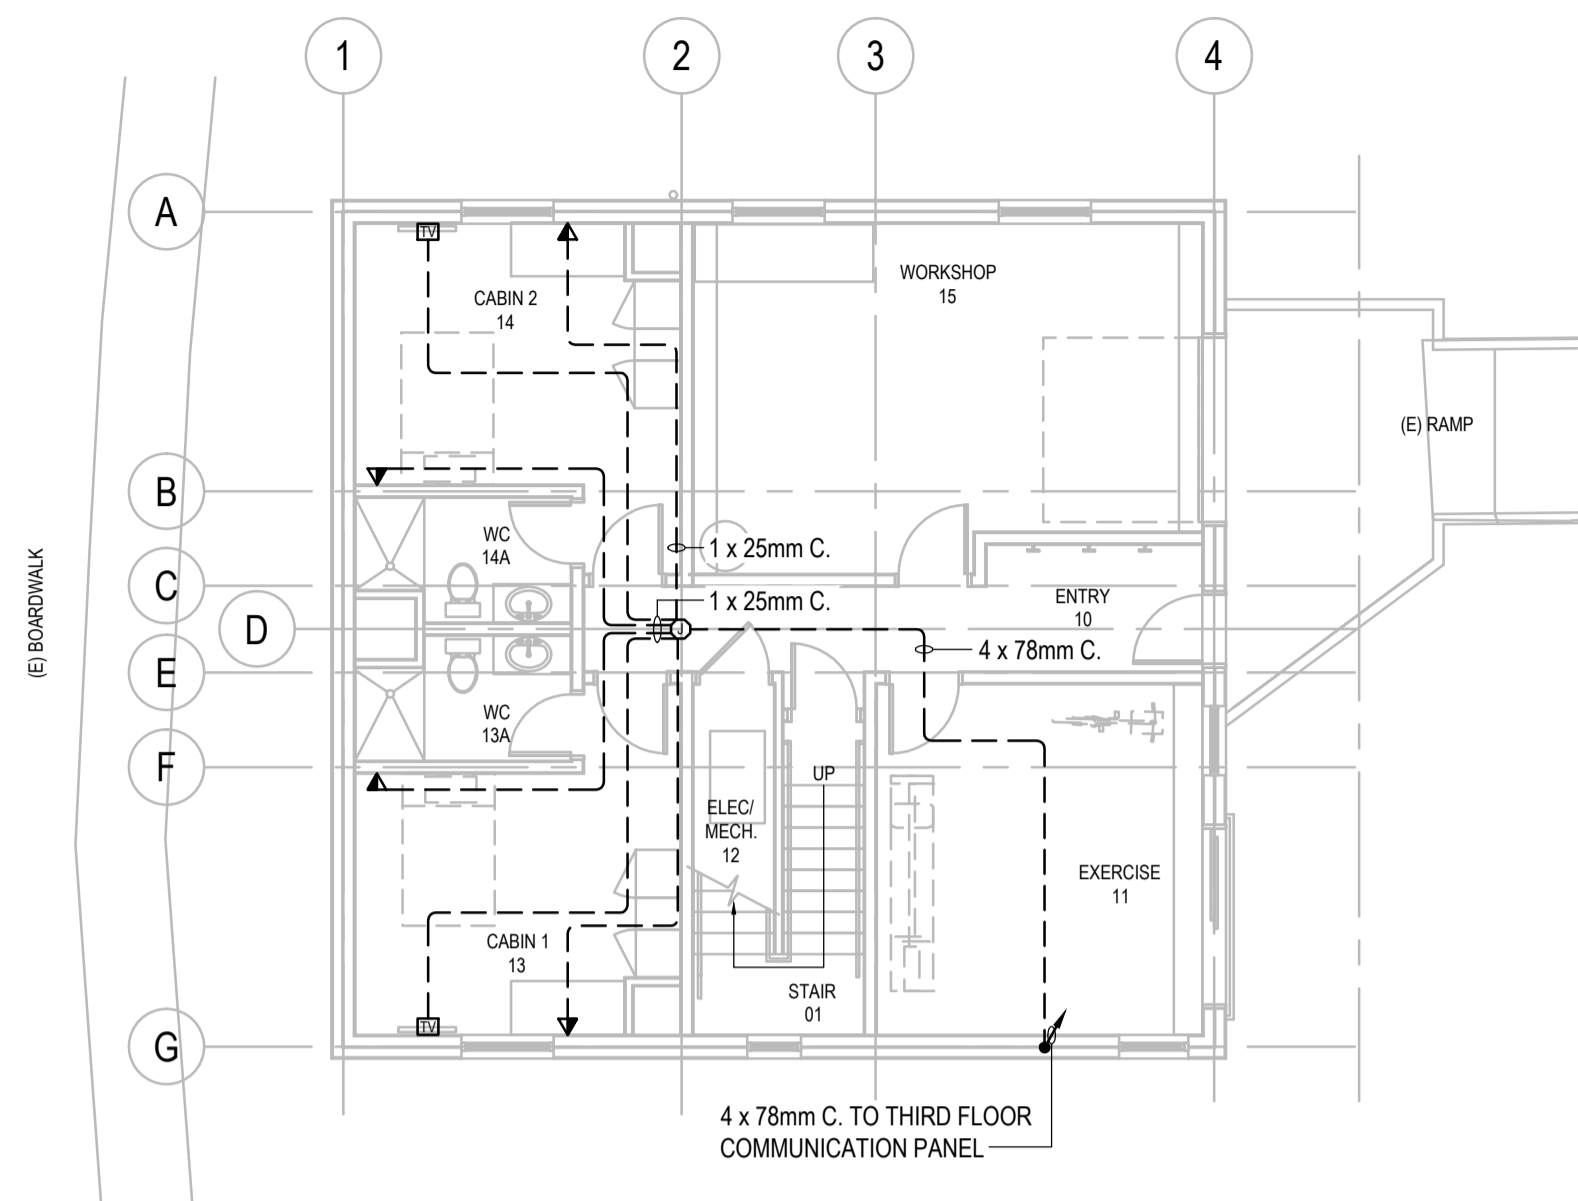 1
2
3
4
A
B
C
D
E
F
G
(E) BOARDWALK
TV
CABIN 2
14
WORKSHOP
15
(E) RAMP
WC
14A
1 x 25mm C.
1 x 25mm C.
J
ENTRY
10
4 x 78mm C.
WC
13A
UP
ELEC/
MECH.
12
EXERCISE
11
CABIN 1
13
STAIR
01
TV
4 x 78mm C. TO THIRD FLOOR
COMMUNICATION PANEL